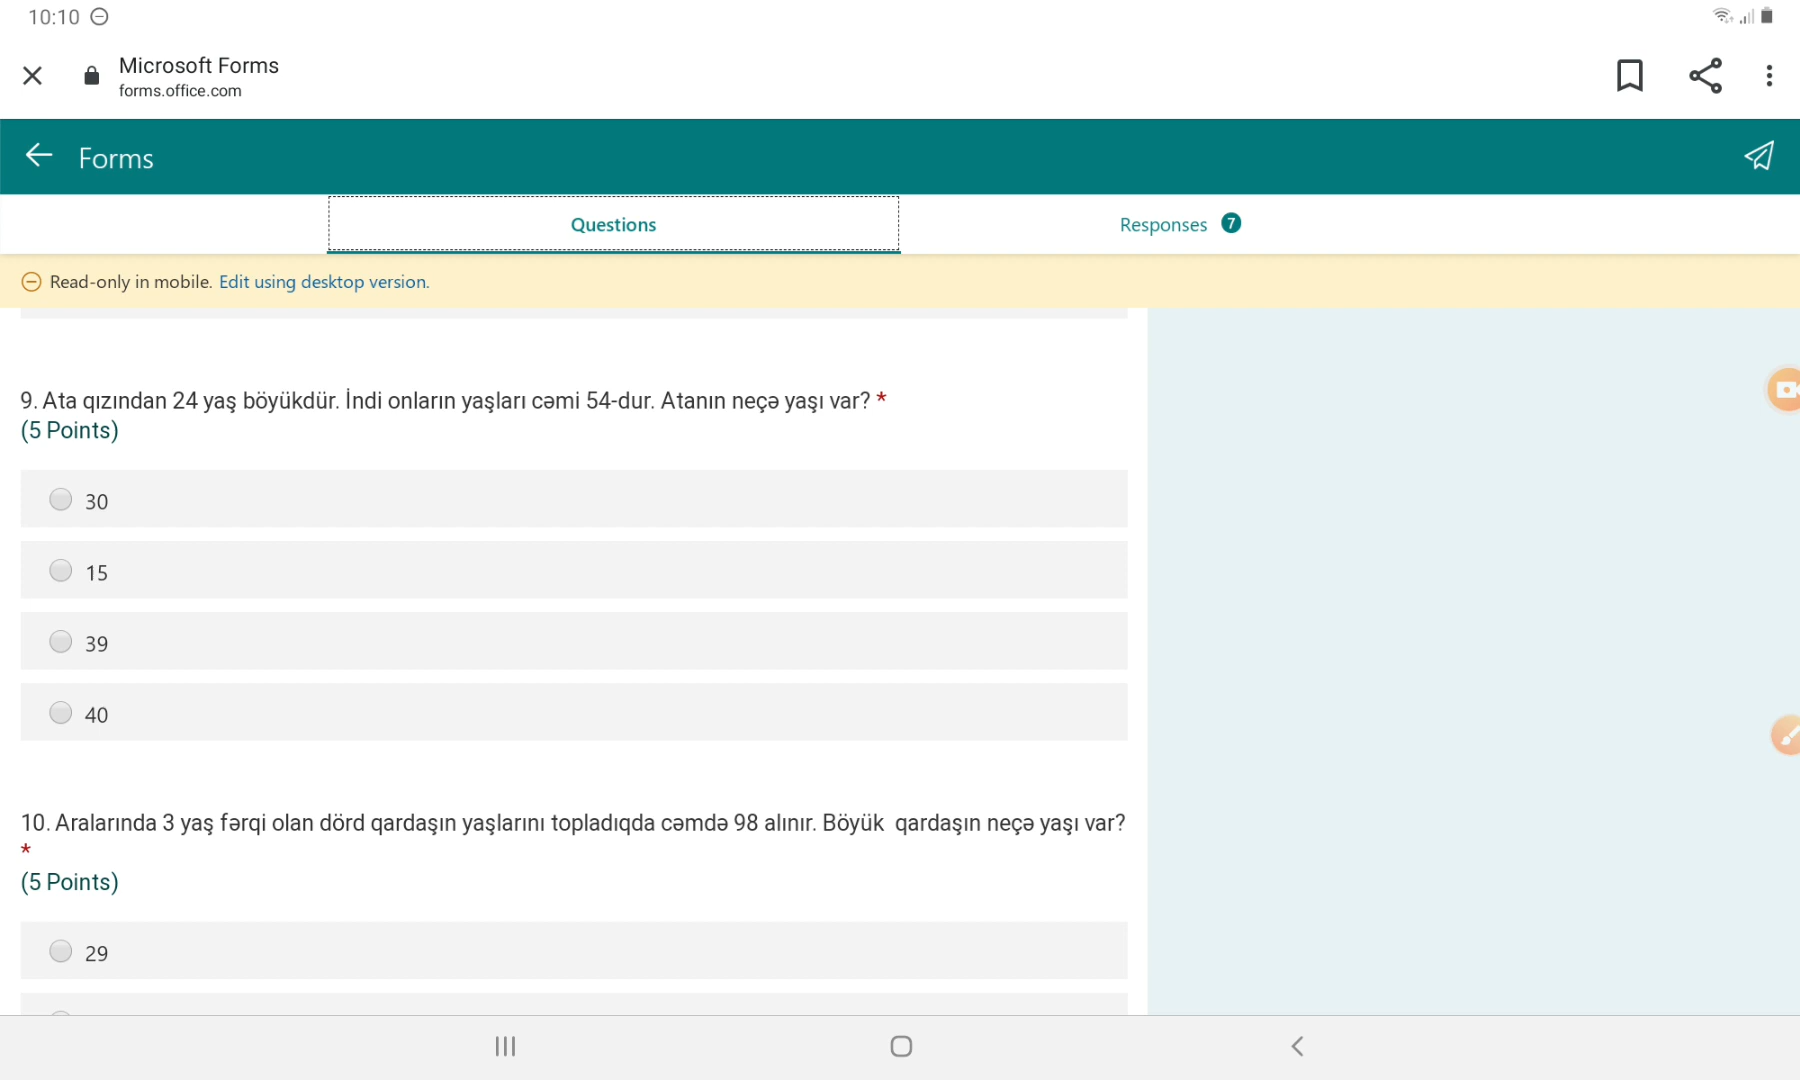 10:10
Microsoft Forms
forms.office.com
Forms
Questions
Responses 7
Read-only in mobile. Edit using desktop version.
9. Ata qızından 24 yaş böyükdür. İndi onların yaşları cəmi 54-dur. Atanın neçə yaşı var? *
(5 Points)
30
15
39
40
10. Aralarında 3 yaş fərqi olan dörd qardaşın yaşlarını topladıqda cəmdə 98 alınır. Böyük  qardaşın neçə yaşı var?
*
(5 Points)
29